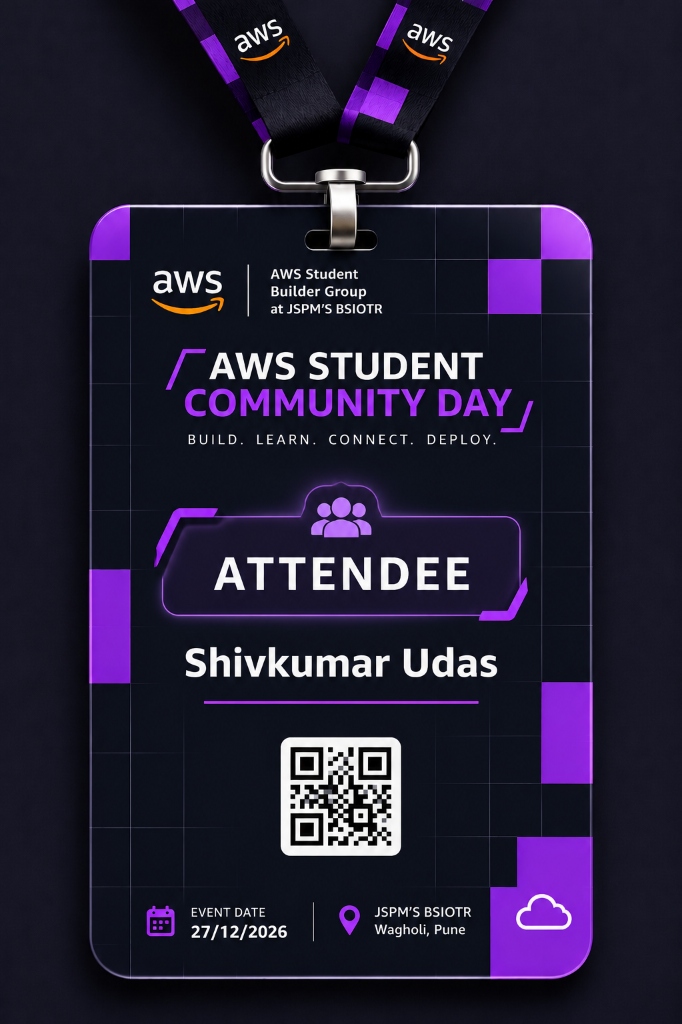 aws
aws
aws
AWS Student
Builder Group
at JSPM'S BSIOTR
AWS STUDENT
COMMUNITY DAY
BUILD. LEARN. CONNECT. DEPLOY.
ATTENDEE
Shivkumar Udas
EVENT DATE
27/12/2026
JSPM'S BSIOTR
Wagholi, Pune